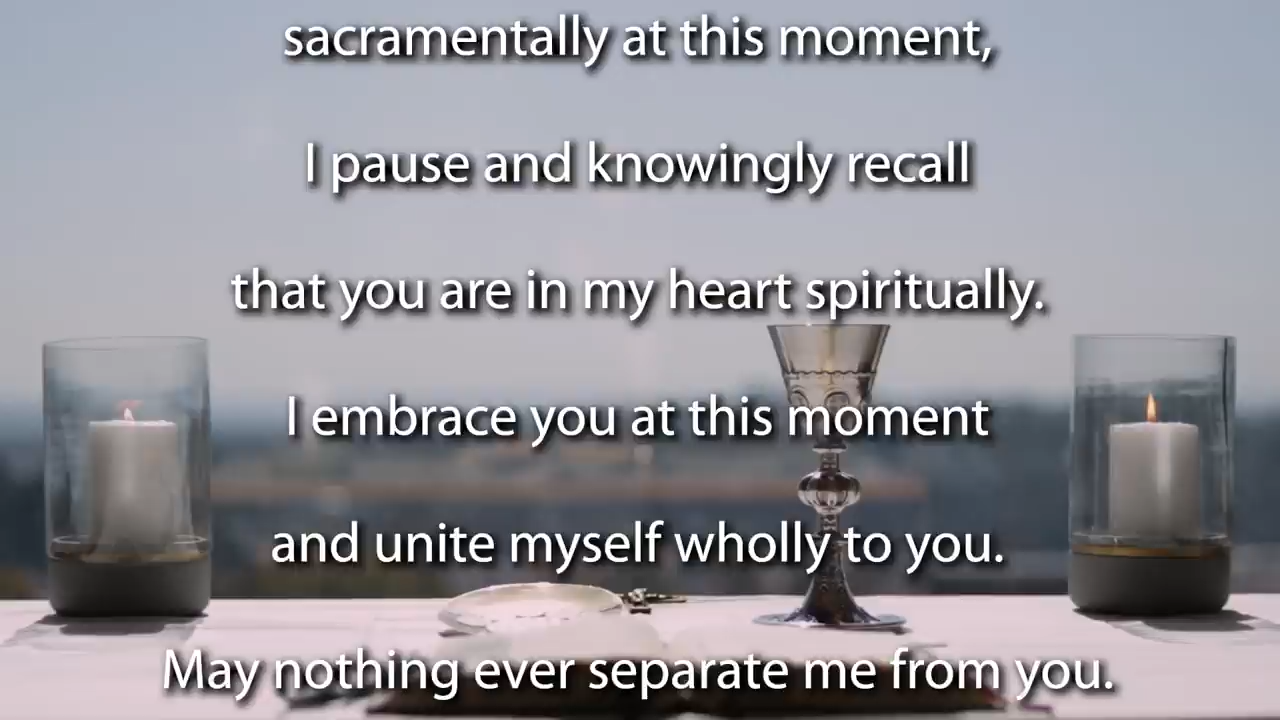 sacramentally at this moment,
I pause and knowingly recall
that you are in my heart spiritually.
I embrace you at this moment
and unite myself wholly to you.
May nothing ever separate me from you.